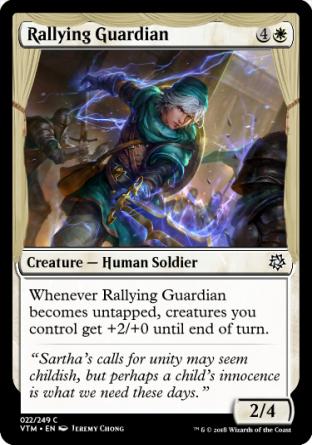 Rallying Guardian 4
Creature — Human Soldier
Whenever Rallying Guardian
becomes untapped, creatures you
control get +2/+0 until end of turn.
“Sartha’s calls for unity may seem
childish, but perhaps a child’s innocence
is what we need these days.”
2/4
022/249 C
VTM • EN Jeremy Chong
™ & © 2018 Wizards of the Coast